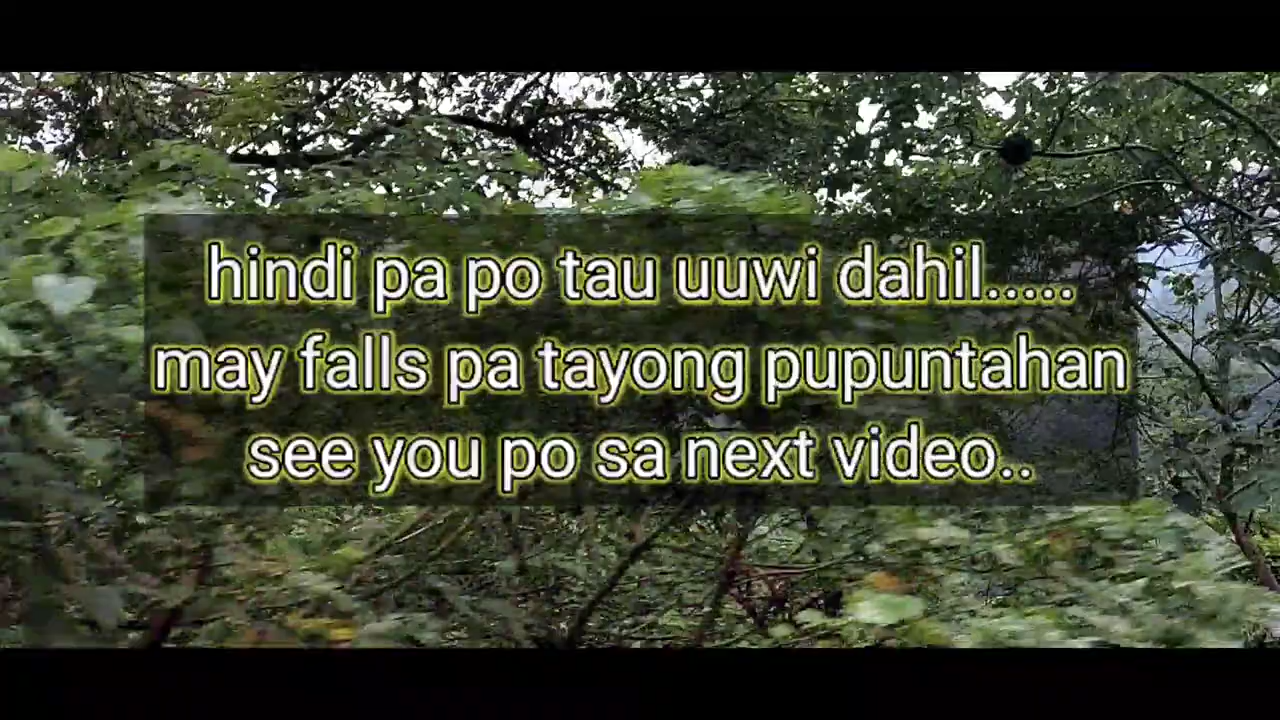 hindi pa po tau uuwi dahil.....
may falls pa tayong pupuntahan
see you po sa next video..